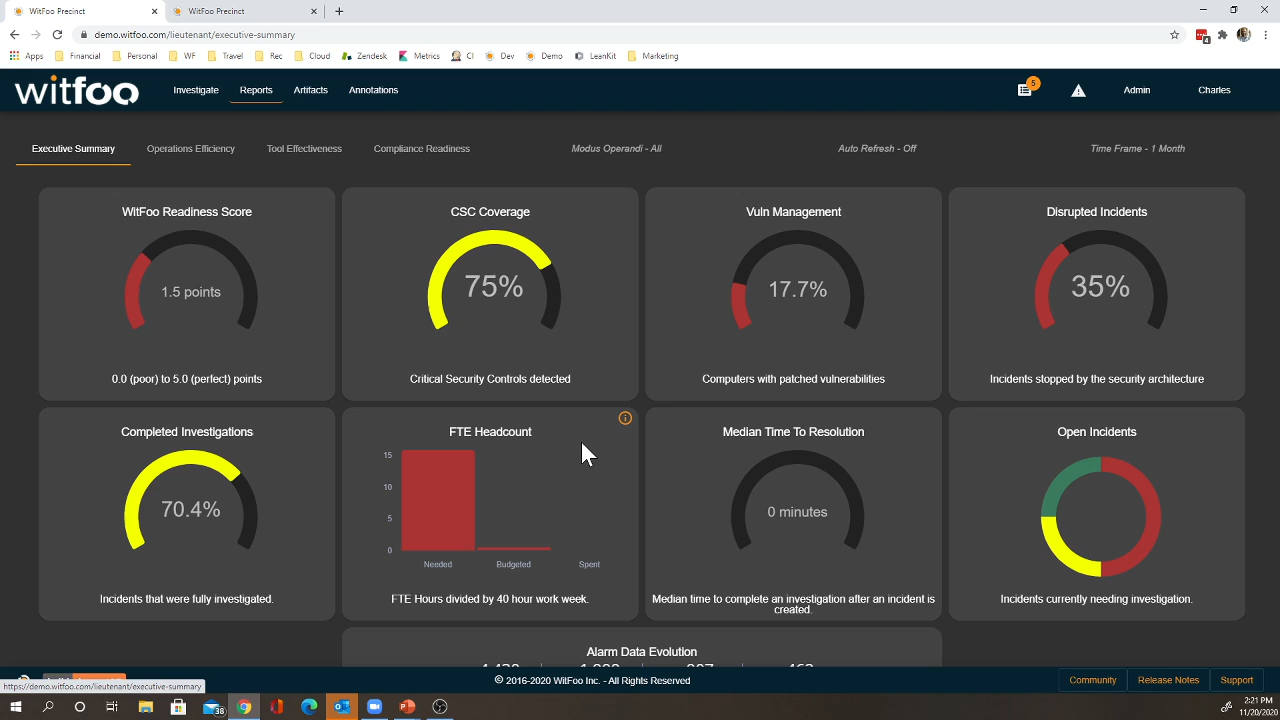 WitFoo Precinct
WitFoo Precinct
demo.witfoo.com/lieutenant/executive-summary
4
Apps Financial Personal WF Travel Rec Cloud Zendesk Metrics CI Dev Demo LeanKit Marketing
witfoo Investigate Reports Artifacts Annotations 5 Admin Charles
Executive Summary Operations Efficiency Tool Effectiveness Compliance Readiness Modus Operandi - All Auto Refresh - Off Time Frame - 1 Month
WitFoo Readiness Score
1.5 points
0.0 (poor) to 5.0 (perfect) points
CSC Coverage
75%
Critical Security Controls detected
Vuln Management
17.7%
Computers with patched vulnerabilities
Disrupted Incidents
35%
Incidents stopped by the security architecture
Completed Investigations
70.4%
Incidents that were fully investigated.
FTE Headcount
15
10
5
0
Needed Budgeted Spent
FTE Hours divided by 40 hour work week.
Median Time To Resolution
0 minutes
Median time to complete an investigation after an incident is
created.
Open Incidents
Incidents currently needing investigation.
Alarm Data Evolution
© 2016-2020 WitFoo Inc. - All Rights Reserved
Community Release Notes Support
https://demo.witfoo.com/lieutenant/executive-summary
38
2:21 PM
11/20/2020